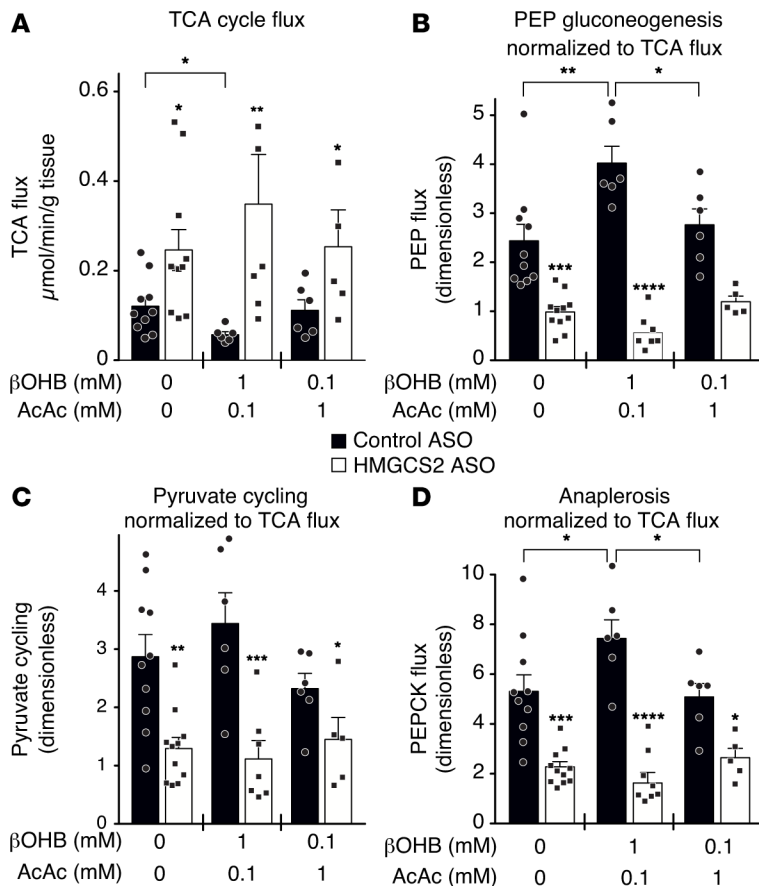 A
TCA cycle flux
TCA flux
µmol/min/g tissue
0.6
0.4
0.2
0
*
*
**
*
βOHB (mM) 0 1 0.1
AcAc (mM) 0 0.1 1
B
PEP gluconeogenesis
normalized to TCA flux
PEP flux
(dimensionless)
5
4
3
2
1
0
**
*
***
****
βOHB (mM) 0 1 0.1
AcAc (mM) 0 0.1 1
Control ASO
HMGCS2 ASO
C
Pyruvate cycling
normalized to TCA flux
Pyruvate cycling
(dimensionless)
4
3
2
1
0
**
***
*
βOHB (mM) 0 1 0.1
AcAc (mM) 0 0.1 1
D
Anaplerosis
normalized to TCA flux
PEPCK flux
(dimensionless)
10
8
6
4
2
0
*
*
***
****
*
βOHB (mM) 0 1 0.1
AcAc (mM) 0 0.1 1